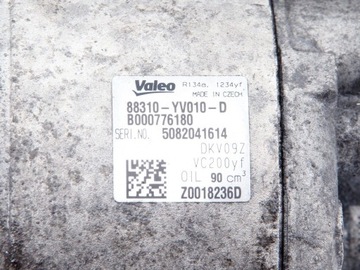 Valeo R134a, 1234yf
MADE IN CZECH
88310-YV010-D
B000776180
SERI.NO. 5082041614
DKV09Z
VC200yf
OIL 90 cm³
Z0018236D